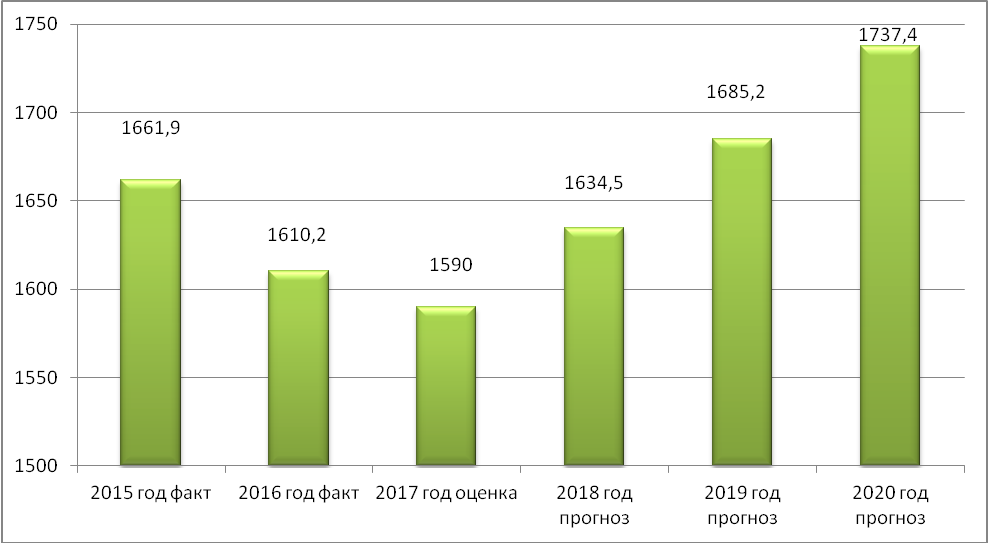 1750
1700
1650
1600
1550
1500
1661,9
1610,2
1590
1634,5
1685,2
1737,4
2015 год факт
2016 год факт
2017 год оценка
2018 год
прогноз
2019 год
прогноз
2020 год
прогноз